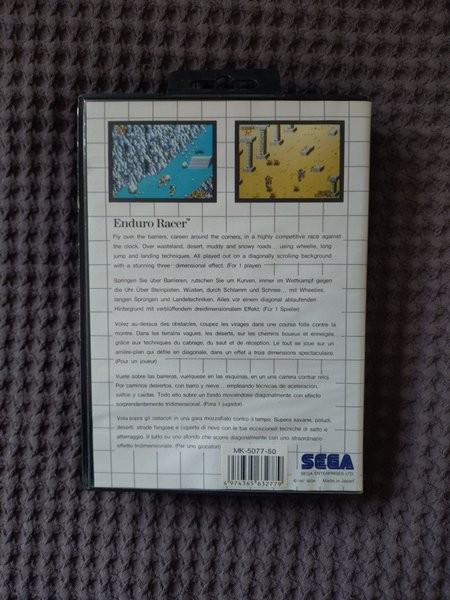 Enduro Racer™
Fly over the barriers, careen around the corners, in a highly competitive race against
the clock. Over wasteland, desert, muddy and snowy roads... using wheelie, long
jump and landing techniques. All played out on a diagonally scrolling background
with a stunning three - dimensional effect. (For 1 player)
Springen Sie über Barrieren, rutschen Sie um Kurven, immer im Wettkampf gegen
die Uhr. Über Steinpisten, Wüsten, durch Schlamm und Schnee... mit Wheelies,
langen Sprüngen und Landetechniken. Alles vor einem diagonal ablaufenden
Hintergrund mit verblüffendem dreidimensionalem Effekt. (Für 1 Spieler)
Volez au-dessus des obstacles, coupez les virages dans une course folle contre la
montre. Dans les terrains vagues, les déserts, sur les chemins boueux et enneigés
grâce aux techniques du cabrage, du saut et de réception. Le tout se joue sur un
arrière-plan qui défile en diagonale, dans un effet a trois dimensions spectaculaire.
(Pour un joueur)
Vuele sobre las barreras, vuélquese en las esquinas, en en una carrera contrar reloj.
Por caminos desertos, con barro y nieve... empleando técnicas de aceleracion,
saltos y caidas. Todo ello sobre un fondo moviendose diagonalmente con efecto
sorprendentemente tridimensional. (Para 1 jugador)
Vola sopra gli ostacoli in una gara mozzafiato contro il tempo. Supera savane, paludi,
deserti, strade fangose e coperte di neve con le tue eccezionali tecniche di salto e
atterraggio. Il tutto su uno sfondo che scorre diagonalmente con uno straordinario
effetto tridimensionale. (Per uno giocatori)
MK-5077-50
4 974365 632779
SEGA
SEGA ENTERPRISES LTD.
© 1987 SEGA Made in Japan